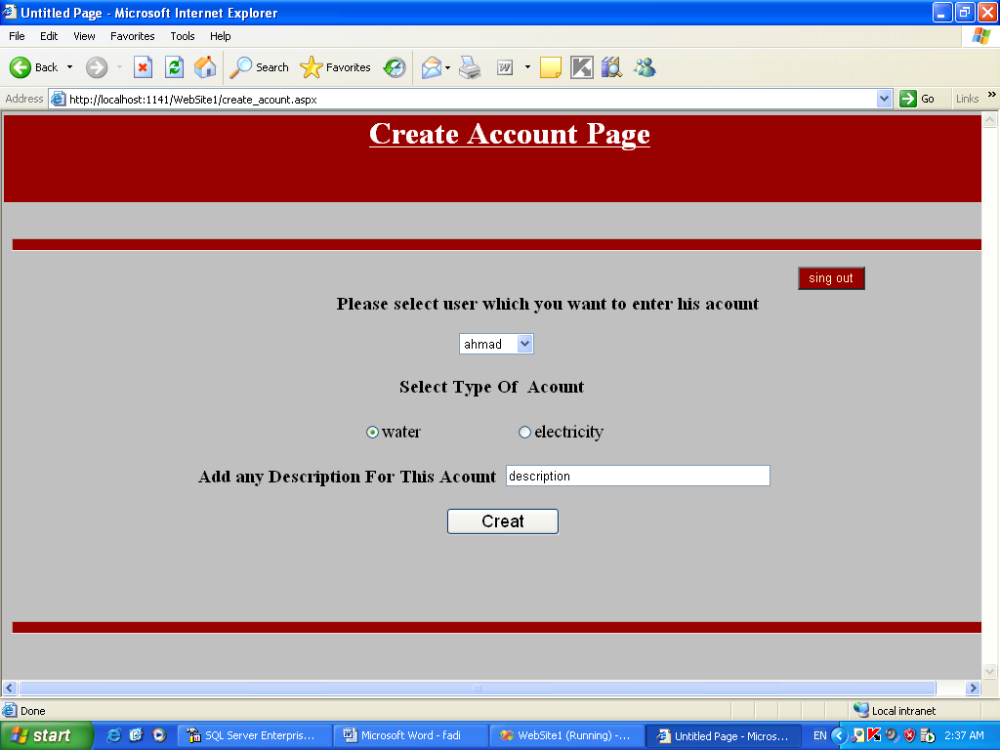 Untitled Page - Microsoft Internet Explorer
File Edit View Favorites Tools Help
Back Search Favorites
Address http://localhost:1141/WebSite1/create_acount.aspx Go Links »
Create Account Page
sing out
Please select user which you want to enter his acount
ahmad
Select Type Of Acount
water electricity
Add any Description For This Acount description
Creat
Done Local intranet
start SQL Server Enterpris... Microsoft Word - fadi WebSite1 (Running) -... Untitled Page - Micros... EN 2:37 AM